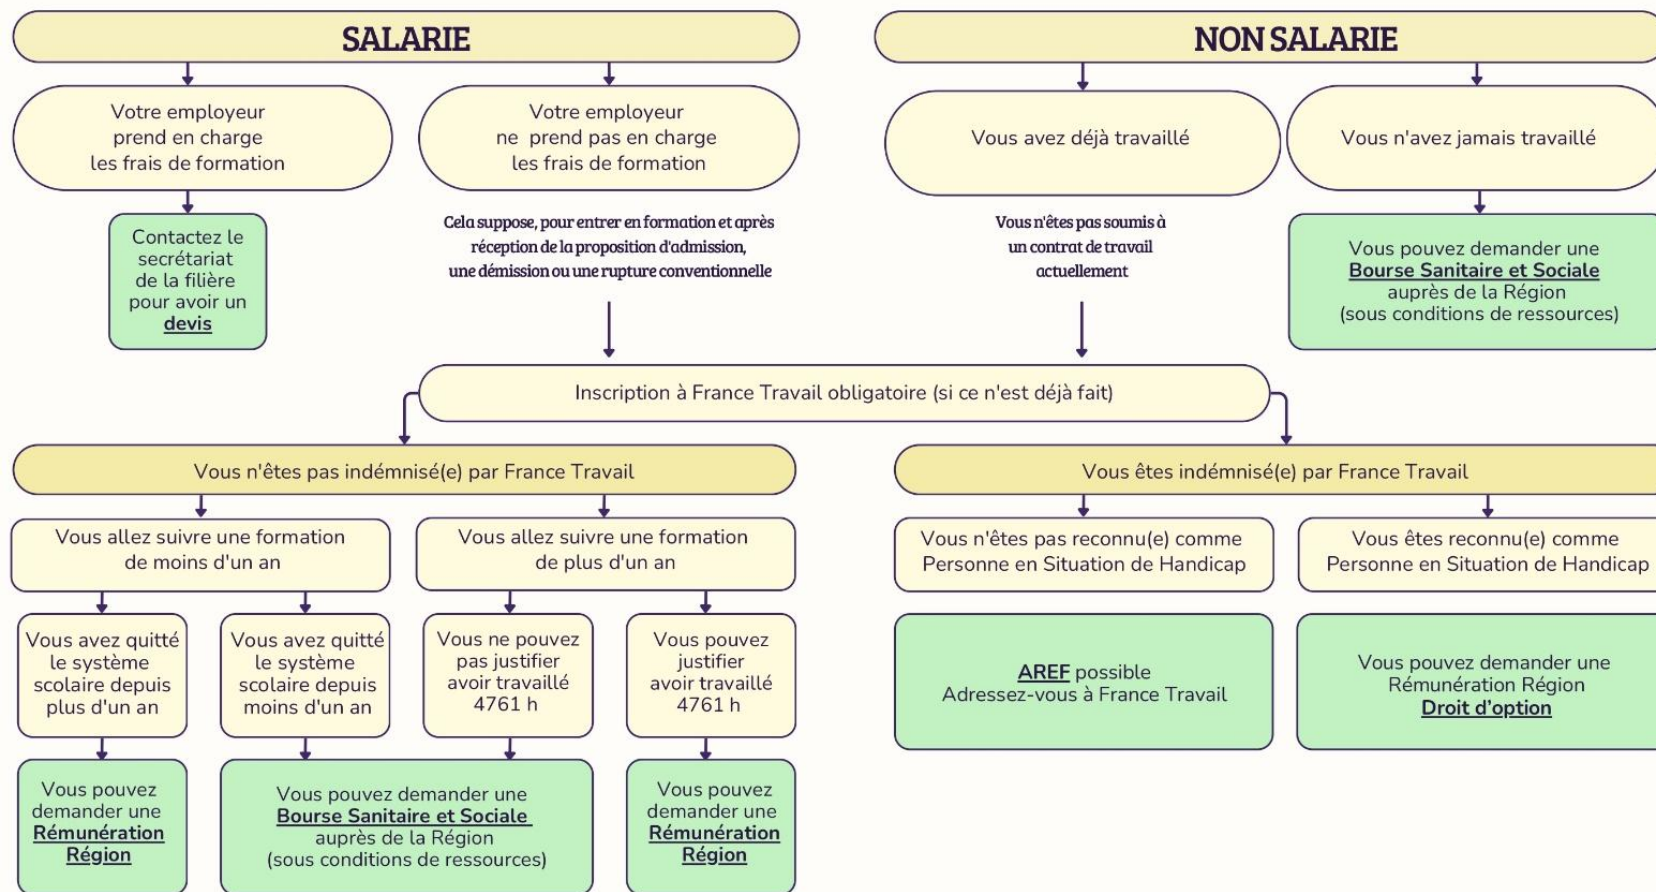 SALARIE
NON SALARIE
Votre employeur
prend en charge
les frais de formation
Votre employeur
ne prend pas en charge
les frais de formation
Vous avez déjà travaillé
Vous n'avez jamais travaillé
Contactez le
secrétariat
de la filière
pour avoir un
devis
Cela suppose, pour entrer en formation et après
réception de la proposition d'admission,
une démission ou une rupture conventionnelle
Vous n'êtes pas soumis à
un contrat de travail
actuellement
Vous pouvez demander une
Bourse Sanitaire et Sociale
auprès de la Région
(sous conditions de ressources)
Inscription à France Travail obligatoire (si ce n'est déjà fait)
Vous n'êtes pas indémnisé(e) par France Travail
Vous êtes indémnisé(e) par France Travail
Vous allez suivre une formation
de moins d'un an
Vous allez suivre une formation
de plus d'un an
Vous n'êtes pas reconnu(e) comme
Personne en Situation de Handicap
Vous êtes reconnu(e) comme
Personne en Situation de Handicap
Vous avez quitté
le système
scolaire depuis
plus d'un an
Vous avez quitté
le système
scolaire depuis
moins d'un an
Vous ne pouvez
pas justifier
avoir travaillé
4761 h
Vous pouvez
justifier
avoir travaillé
4761 h
AREF possible
Adressez-vous à France Travail
Vous pouvez demander une
Rémunération Région
Droit d'option
Vous pouvez
demander une
Rémunération
Région
Vous pouvez demander une
Bourse Sanitaire et Sociale
auprès de la Région
(sous conditions de ressources)
Vous pouvez
demander une
Rémunération
Région